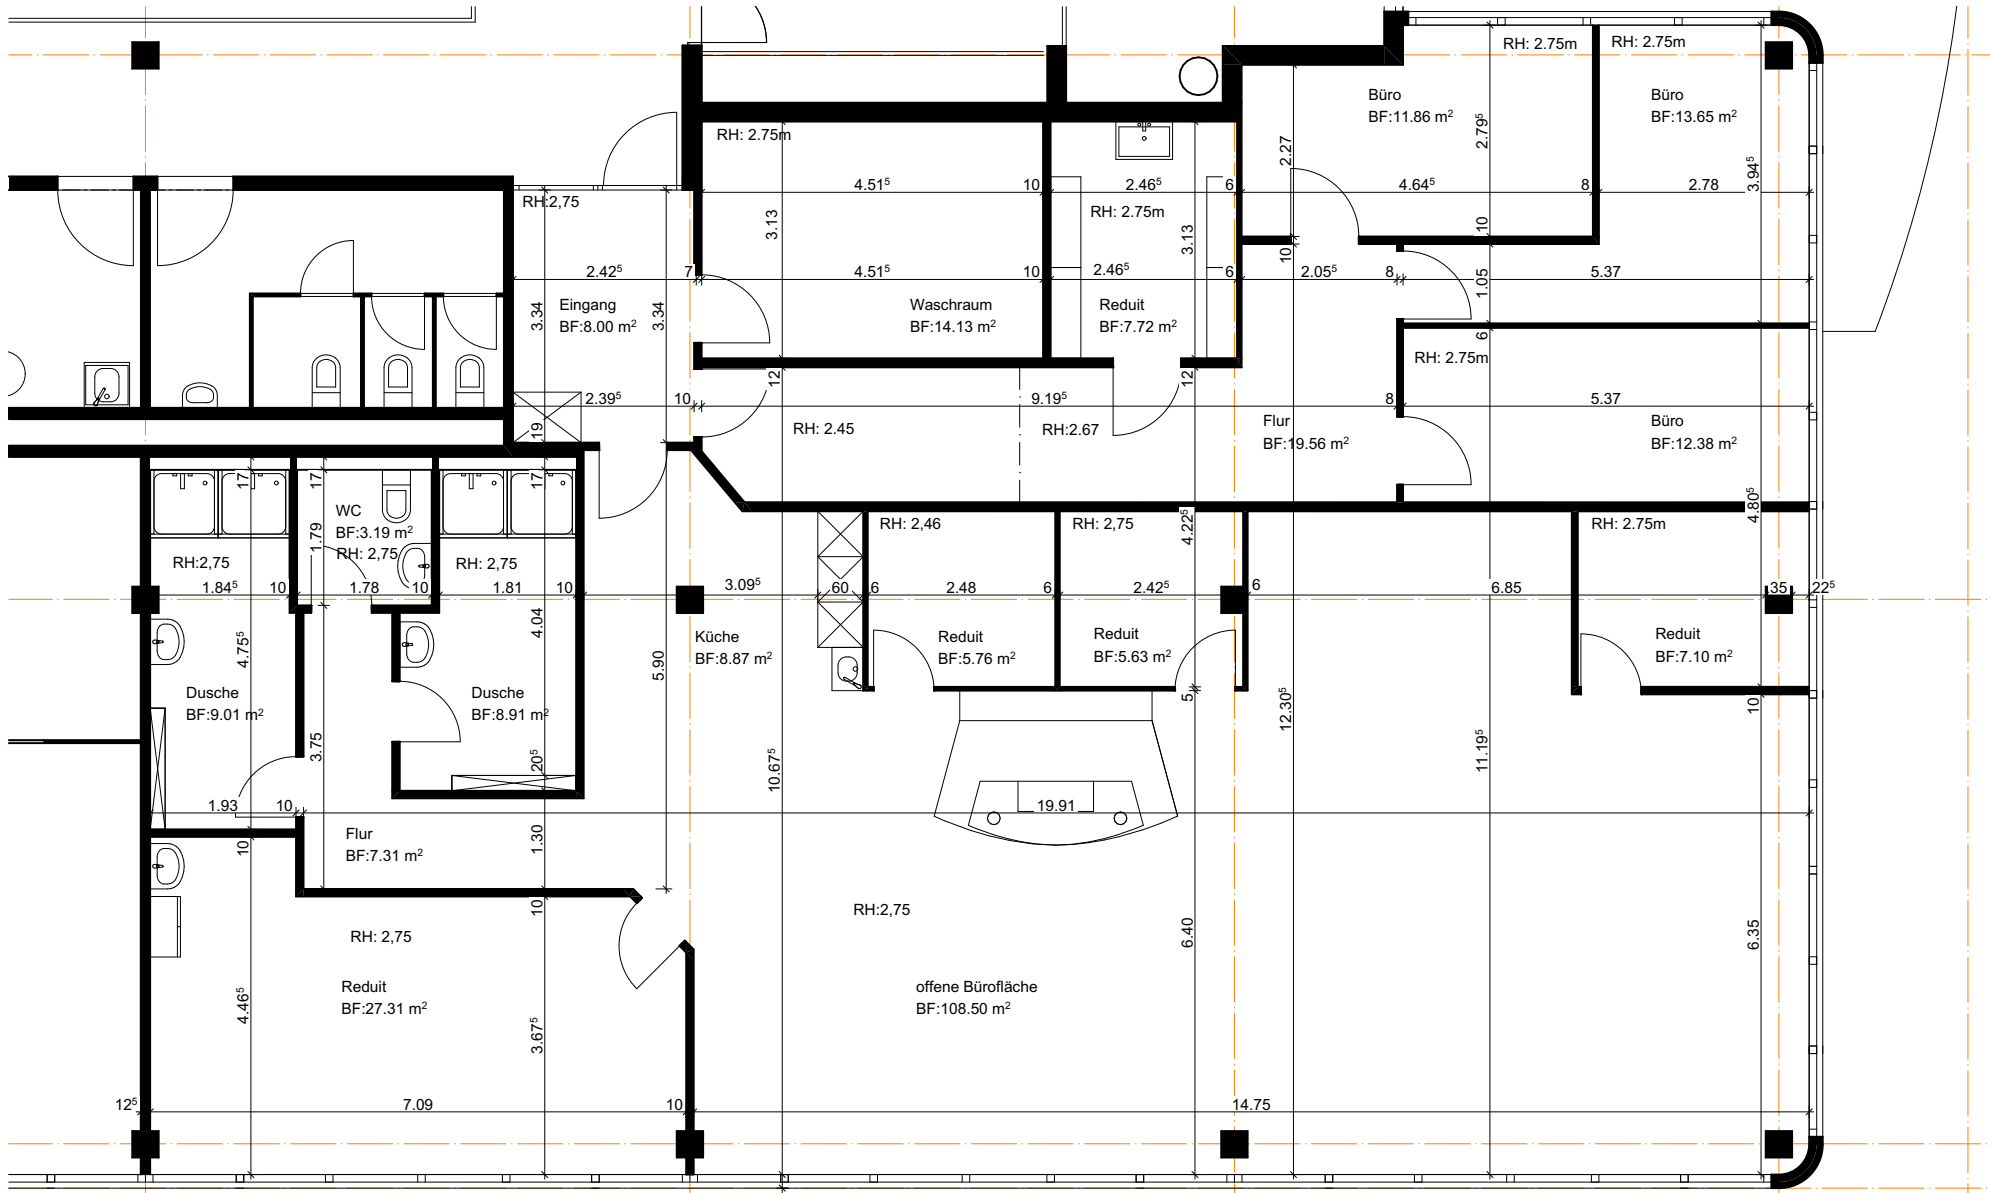 RH: 2.75m
RH: 2.75m
Büro
BF:11.86 m²
Büro
BF:13.65 m²
RH: 2.75m
2.79⁵
2.27
3.94⁵
4.51⁵
10
2.46⁵
6
4.64⁵
8
2.78
RH:2,75
RH: 2.75m
3.13
3.13
10
10
2.42⁵
7
4.51⁵
10
2.46⁵
6
2.05⁵
8
1.05
5.37
Eingang
BF:8.00 m²
3.34
3.34
Waschraum
BF:14.13 m²
Reduit
BF:7.72 m²
6
RH: 2.75m
12
12
2.39⁵
10
9.19⁵
8
5.37
19
RH: 2.45
RH:2.67
Flur
BF:19.56 m²
Büro
BF:12.38 m²
17
17
17
WC
BF:3.19 m²
RH: 2,75
1.79
RH: 2,46
RH: 2,75
4.22⁵
RH: 2.75m
4.80⁵
RH:2,75
RH: 2,75
1.84⁵
10
1.78
10
1.81
10
3.09⁵
60
6
2.48
6
2.42⁵
6
6.85
35
22⁵
4.75⁵
4.04
5.90
Küche
BF:8.87 m²
Reduit
BF:5.76 m²
Reduit
BF:5.63 m²
Reduit
BF:7.10 m²
Dusche
BF:9.01 m²
Dusche
BF:8.91 m²
5
12.30⁵
10
3.75
20⁵
10.67⁵
11.19⁵
1.93
10
19.91
Flur
BF:7.31 m²
10
1.30
10
RH:2,75
RH: 2,75
6.40
6.35
Reduit
BF:27.31 m²
4.46⁵
3.67⁵
offene Bürofläche
BF:108.50 m²
12⁵
7.09
10
14.75